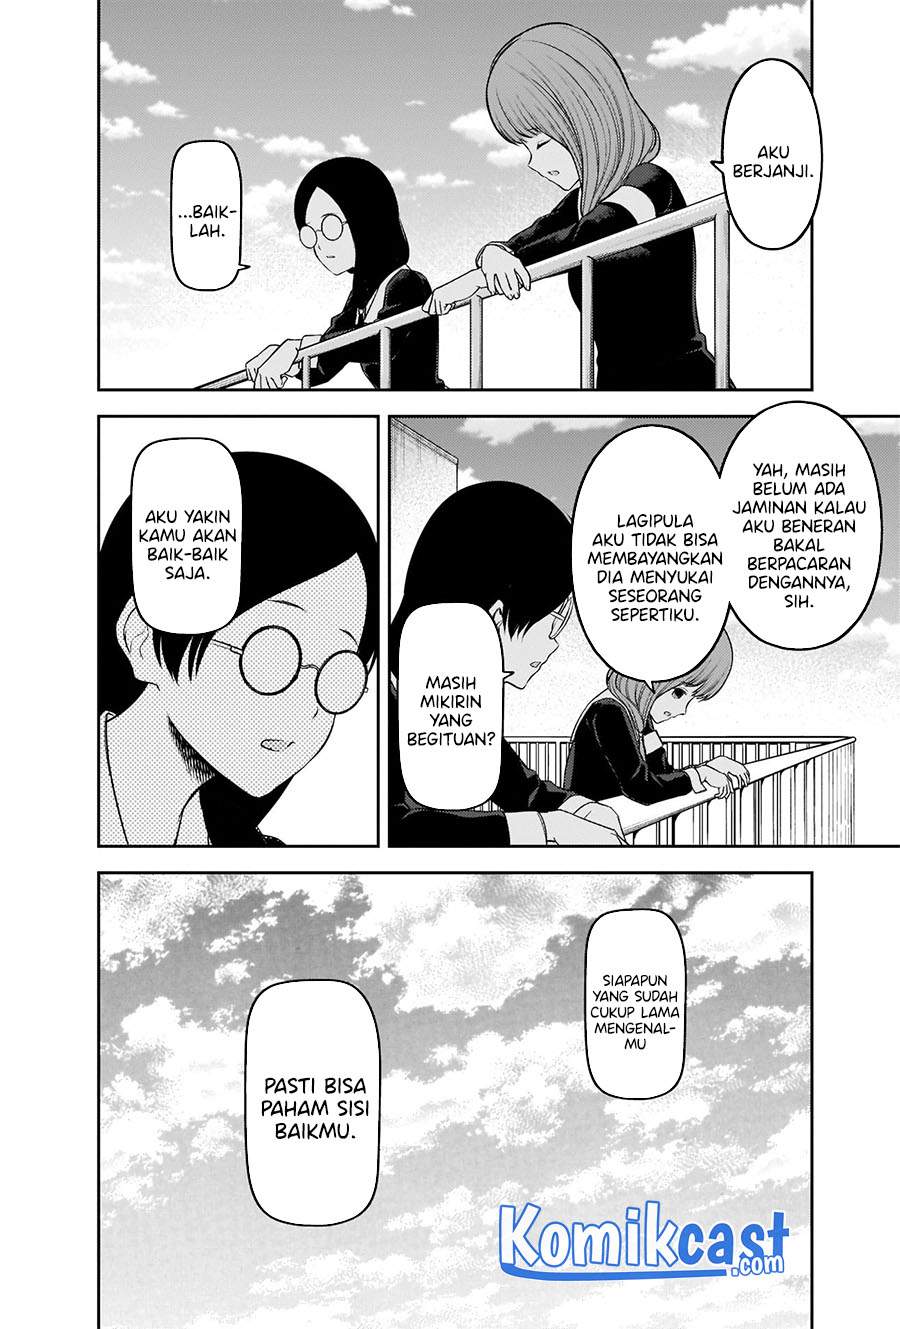 AKU
BERJANJI.
...BAIK-
LAH.
YAH, MASIH
BELUM ADA
JAMINAN KALAU
AKU BENERAN
BAKAL
BERPACARAN
DENGANNYA,
SIH.
LAGIPULA
AKU TIDAK BISA
MEMBAYANGKAN
DIA MENYUKAI
SESEORANG
SEPERTIKU.
MASIH
MIKIRIN
YANG
BEGITUAN?
AKU YAKIN
KAMU AKAN
BAIK-BAIK
SAJA.
SIAPAPUN
YANG SUDAH
CUKUP LAMA
MENGENAL-
MU
PASTI BISA
PAHAM SISI
BAIKMU.
Komikcast
.com